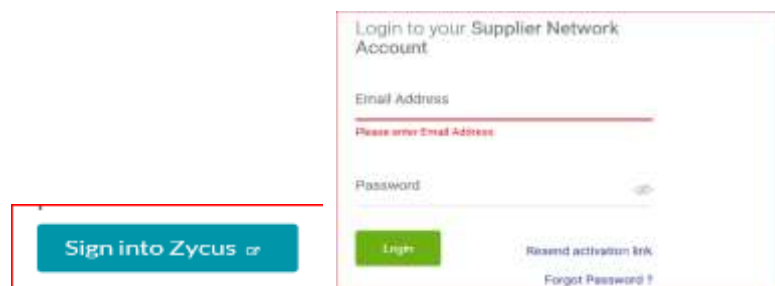 Sign into Zycus
Login to your Supplier Network
Account
Email Address
Please enter Email Address
Password
Login
Resend activation link
Forgot Password ?